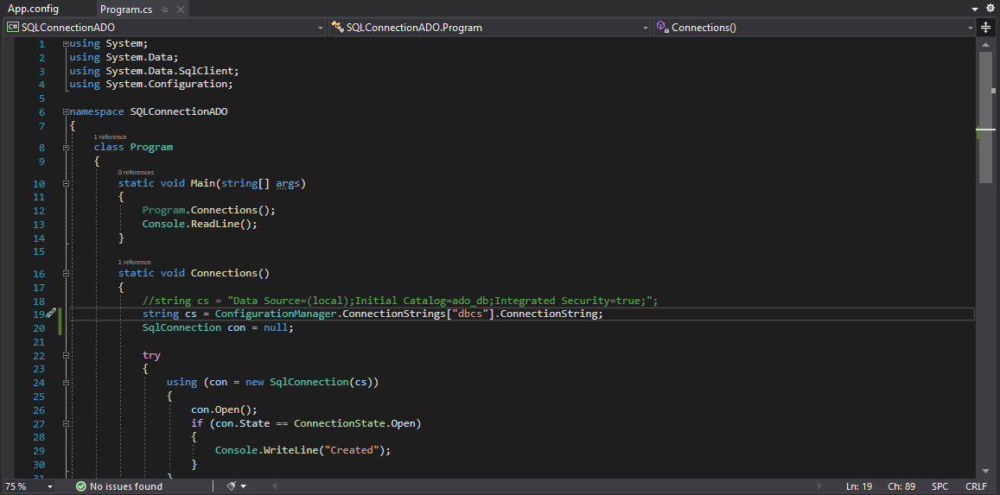 App.config Program.cs
C# SQLConnectionADO SQLConnectionADO.Program Connections()
1 using System;
2 using System.Data;
3 using System.Data.SqlClient;
4 using System.Configuration;
5
6 namespace SQLConnectionADO
7 {
1 reference
8 class Program
9 {
0 references
10 static void Main(string[] args)
11 {
12 Program.Connections();
13 Console.ReadLine();
14 }
15
1 reference
16 static void Connections()
17 {
18 //string cs = "Data Source=(local);Initial Catalog=ado_db;Integrated Security=true;";
19 string cs = ConfigurationManager.ConnectionStrings["dbcs"].ConnectionString;
20 SqlConnection con = null;
21
22 try
23 {
24 using (con = new SqlConnection(cs))
25 {
26 con.Open();
27 if (con.State == ConnectionState.Open)
28 {
29 Console.WriteLine("Created");
30 }
31 }
75 % No issues found Ln: 19 Ch: 89 SPC CRLF